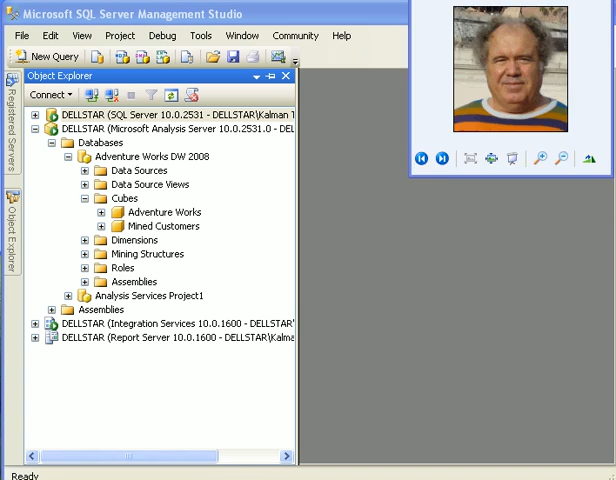 Microsoft SQL Server Management Studio
File Edit View Project Debug Tools Window Community Help
New Query
Registered Servers
Object Explorer
Object Explorer
Connect
DELLSTAR (SQL Server 10.0.2531 - DELLSTAR\Kalman T
DELLSTAR (Microsoft Analysis Server 10.0.2531.0 - DEL
Databases
Adventure Works DW 2008
Data Sources
Data Source Views
Cubes
Adventure Works
Mined Customers
Dimensions
Mining Structures
Roles
Assemblies
Analysis Services Project1
Assemblies
DELLSTAR (Integration Services 10.0.1600 - DELLSTAR\
DELLSTAR (Report Server 10.0.1600 - DELLSTAR\Kalma
Ready